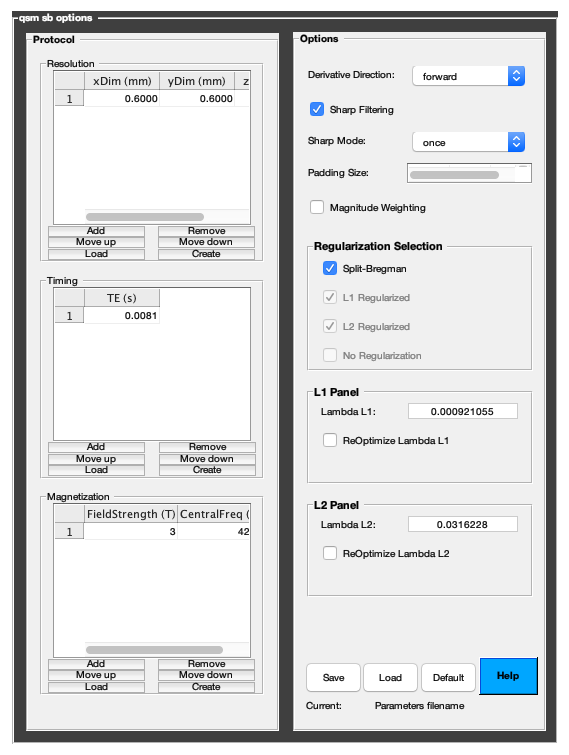 qsm sb options
Protocol
Resolution
xDim (mm) yDim (mm) z
1 0.6000 0.6000
Add Remove
Move up Move down
Load Create
Timing
TE (s)
1 0.0081
Add Remove
Move up Move down
Load Create
Magnetization
FieldStrength (T) CentralFreq (
1 3 42
Add Remove
Move up Move down
Load Create
Options
Derivative Direction: forward
Sharp Filtering
Sharp Mode: once
Padding Size:
Magnitude Weighting
Regularization Selection
Split-Bregman
L1 Regularized
L2 Regularized
No Regularization
L1 Panel
Lambda L1: 0.000921055
ReOptimize Lambda L1
L2 Panel
Lambda L2: 0.0316228
ReOptimize Lambda L2
Save Load Default Help
Current: Parameters filename